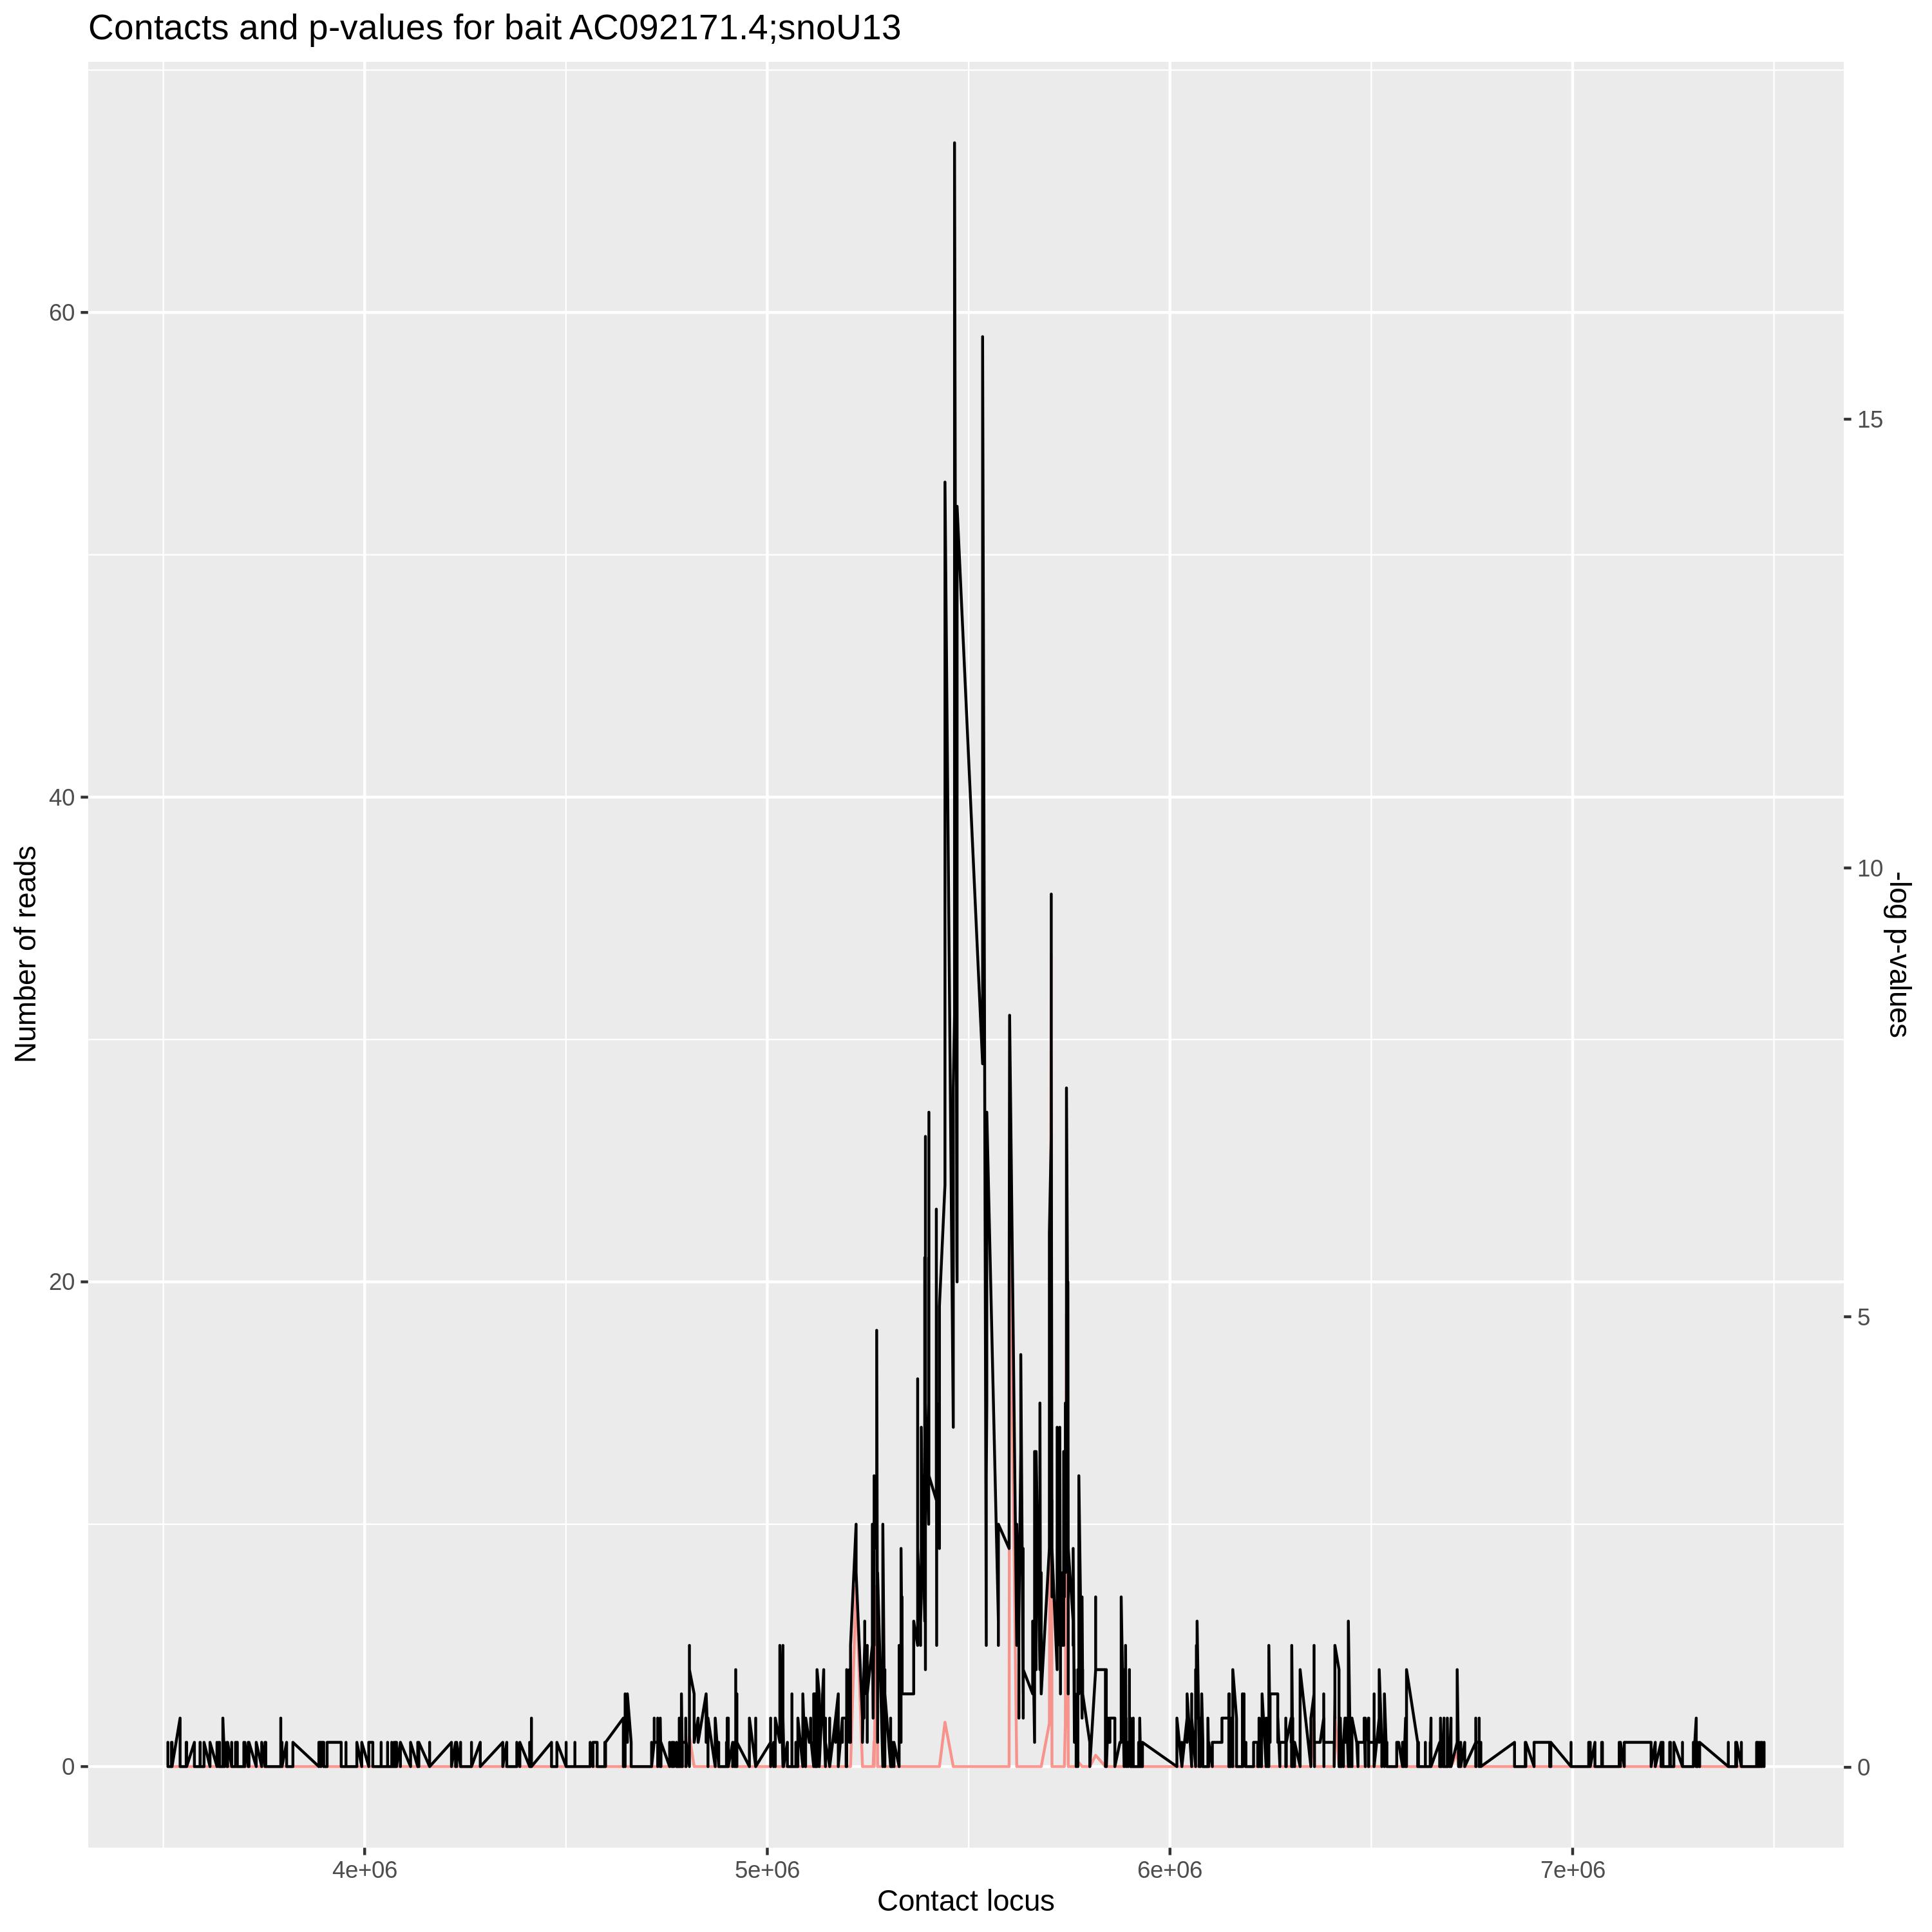 Contacts and p-values for bait AC092171.4;snoU13
60
40
20
0
Number of reads
15
10
5
0
-log p-values
4e+06
5e+06
6e+06
7e+06
Contact locus